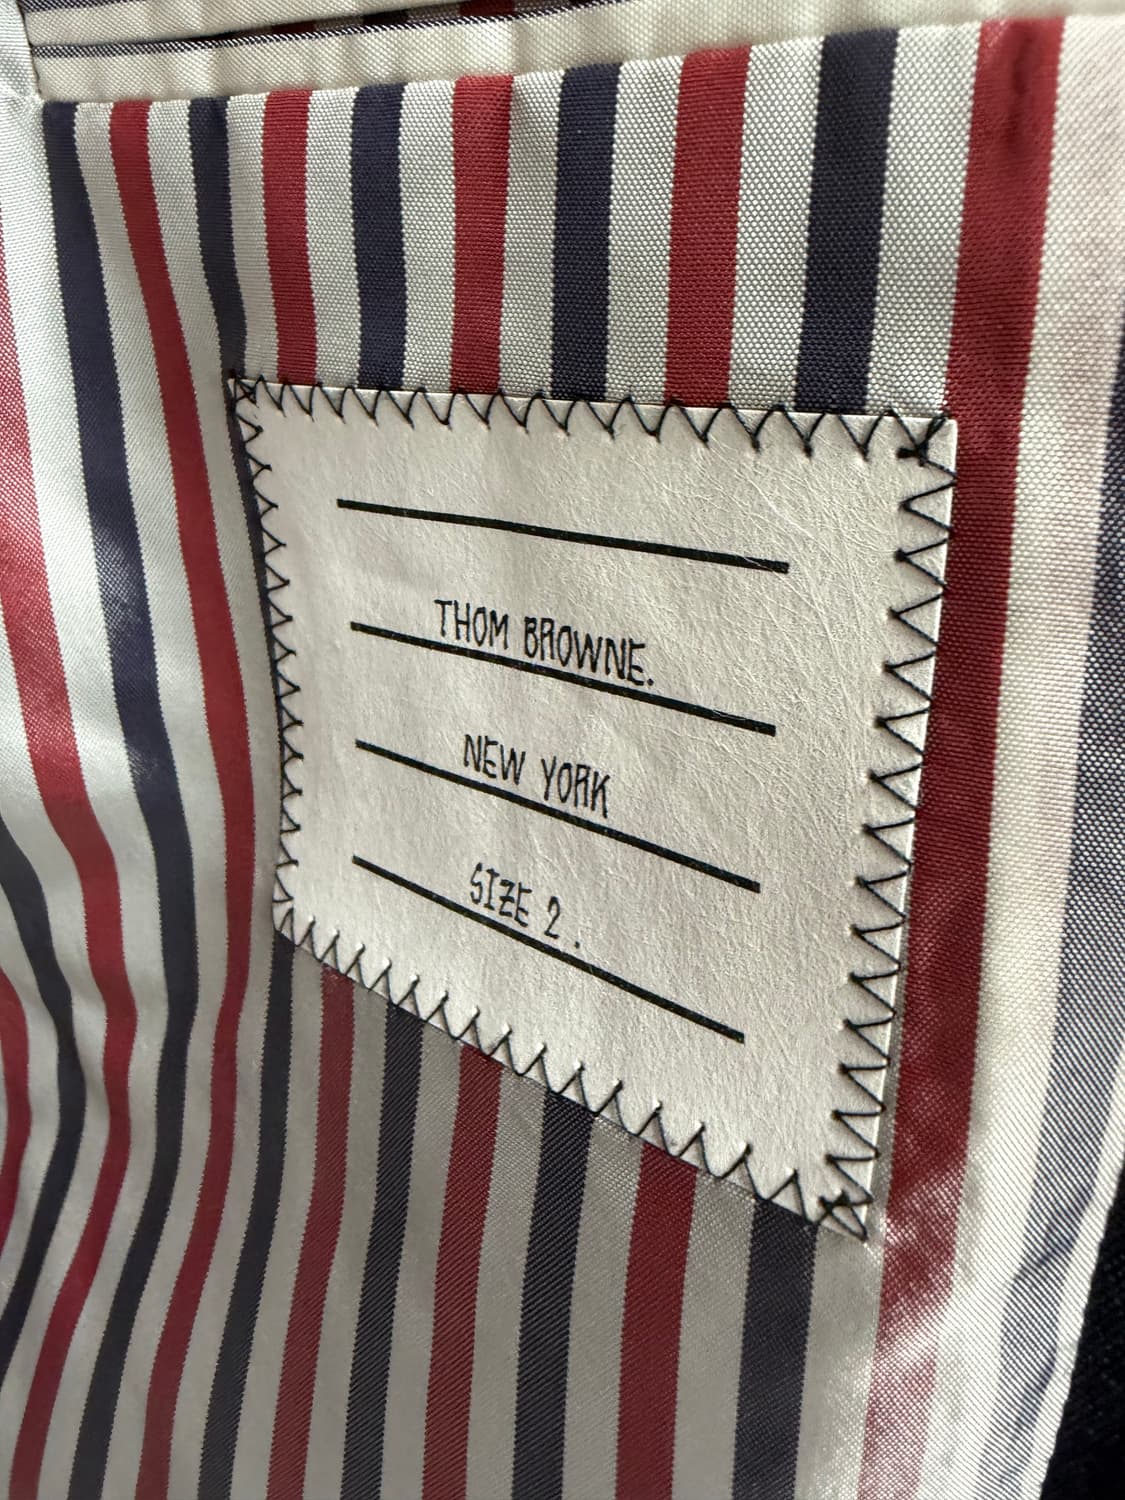 THOM BROWNE.
NEW YORK
SIZE 2.